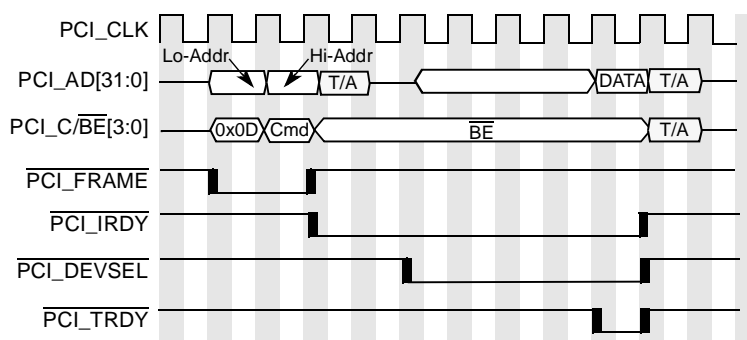 PCI_CLK
Lo-Addr Hi-Addr
PCI_AD[31:0] T/A DATA T/A
PCI_C/BE[3:0] 0x0D Cmd BE T/A
PCI_FRAME
PCI_IRDY
PCI_DEVSEL
PCI_TRDY